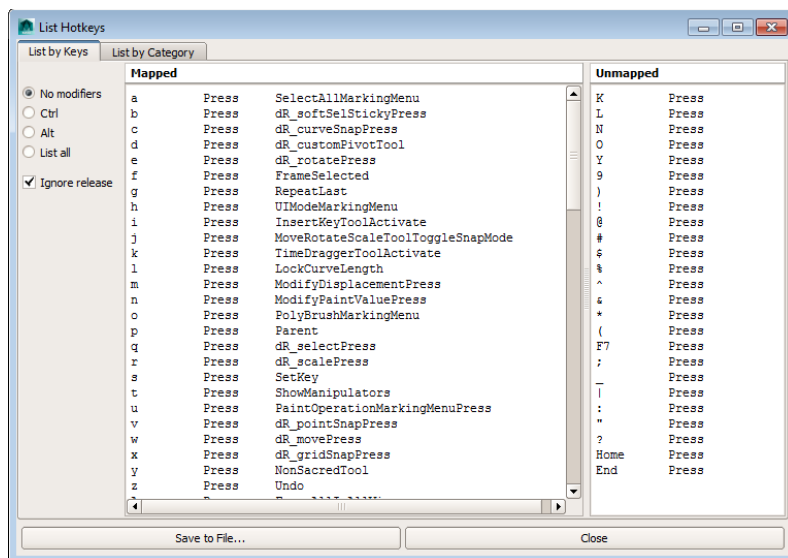 List Hotkeys
List by Keys List by Category
Mapped
Unmapped
No modifiers
Ctrl
Alt
List all
Ignore release
a Press SelectAllMarkingMenu
b Press dR_softSelStickyPress
c Press dR_curveSnapPress
d Press dR_customPivotTool
e Press dR_rotatePress
f Press FrameSelected
g Press RepeatLast
h Press UIModeMarkingMenu
i Press InsertKeyToolActivate
j Press MoveRotateScaleToolToggleSnapMode
k Press TimeDraggerToolActivate
l Press LockCurveLength
m Press ModifyDisplacementPress
n Press ModifyPaintValuePress
o Press PolyBrushMarkingMenu
p Press Parent
q Press dR_selectPress
r Press dR_scalePress
s Press SetKey
t Press ShowManipulators
u Press PaintOperationMarkingMenuPress
v Press dR_pointSnapPress
w Press dR_movePress
x Press dR_gridSnapPress
y Press NonSacredTool
z Press Undo
K Press
L Press
N Press
O Press
Y Press
9 Press
) Press
! Press
@ Press
# Press
$ Press
% Press
^ Press
& Press
* Press
( Press
F7 Press
; Press
_ Press
| Press
: Press
" Press
? Press
Home Press
End Press
Save to File...
Close